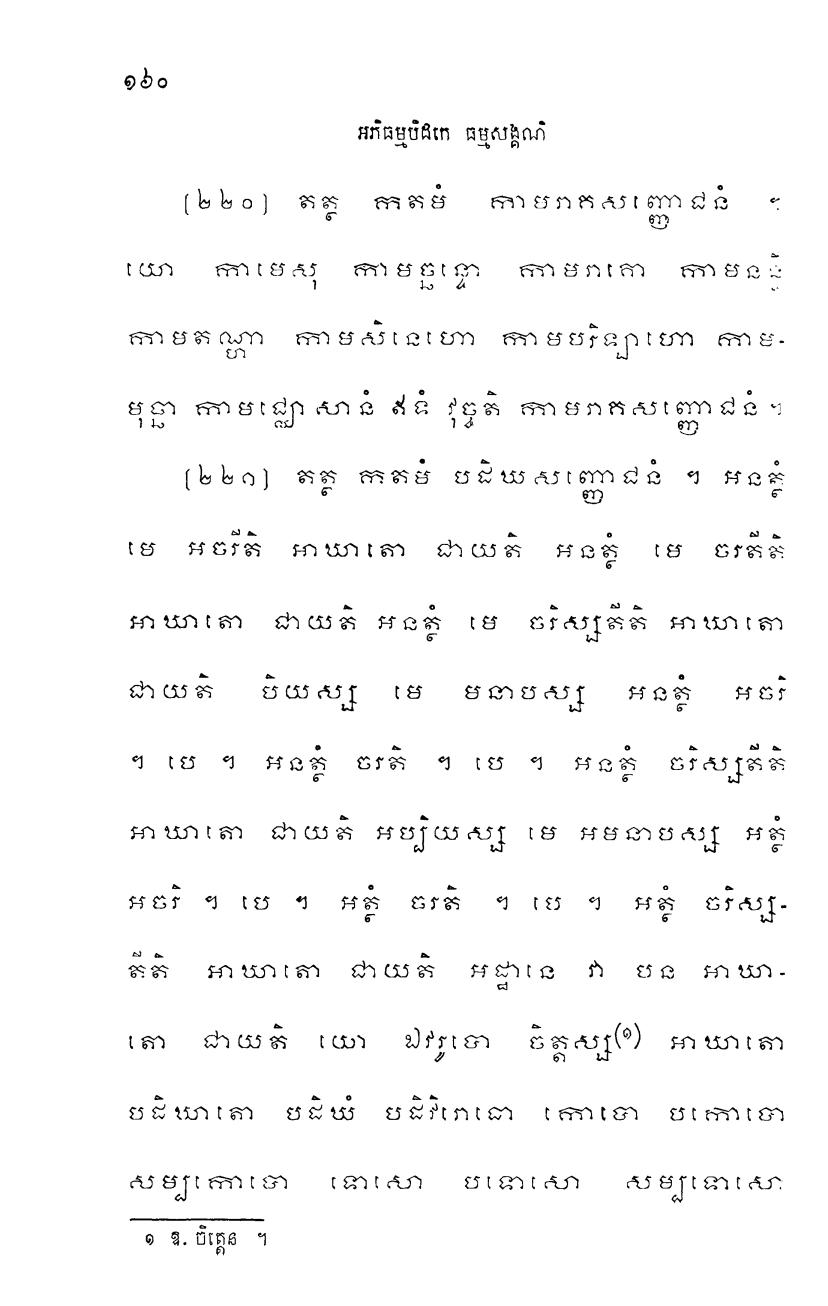 ១៦០
អភិធម្មបិដកេ ធម្មសង្គណិ
[២២០] តត្ថ កតមំ កាមរាគសញ្ញោជនំ ។
យោ កាមេសុ កាមច្ឆន្ទោ កាមរាគោ កាមនន្ទិ
កាមតណ្ហា កាមសិនេហោ កាមបរិឡាហោ កាម-
មុច្ឆា កាមជ្ឈោសានំ ឥទំ វុច្ចតិ កាមរាគសញ្ញោជនំ ។
[២២១] តត្ថ កតមំ បដិឃសញ្ញោជនំ ។ អនត្ថំ
មេ អចរីតិ អាឃាតោ ជាយតិ អនត្ថំ មេ ចរតីតិ
អាឃាតោ ជាយតិ អនត្ថំ មេ ចរិស្សតីតិ អាឃាតោ
ជាយតិ បិយស្ស មេ មនាបស្ស អនត្ថំ អចរិ
។ បេ ។ អនត្ថំ ចរតិ ។ បេ ។ អនត្ថំ ចរិស្សតីតិ
អាឃាតោ ជាយតិ អប្បិយស្ស មេ អមនាបស្ស អត្ថំ
អចរិ ។ បេ ។ អត្ថំ ចរតិ ។ បេ ។ អត្ថំ ចរិស្ស-
តីតិ អាឃាតោ ជាយតិ អដ្ឋានេ វា បន អាឃា-
តោ ជាយតិ យោ ឯវរូបោ ចិត្តស្ស(១) អាឃាតោ
បដិឃាតោ បដិឃំ បដិវិរោធោ កោបោ បកោបោ
សម្បកោបោ ទោសោ បទោសោ សម្បទោសោ
១ ឱ. ចិត្តេន ។